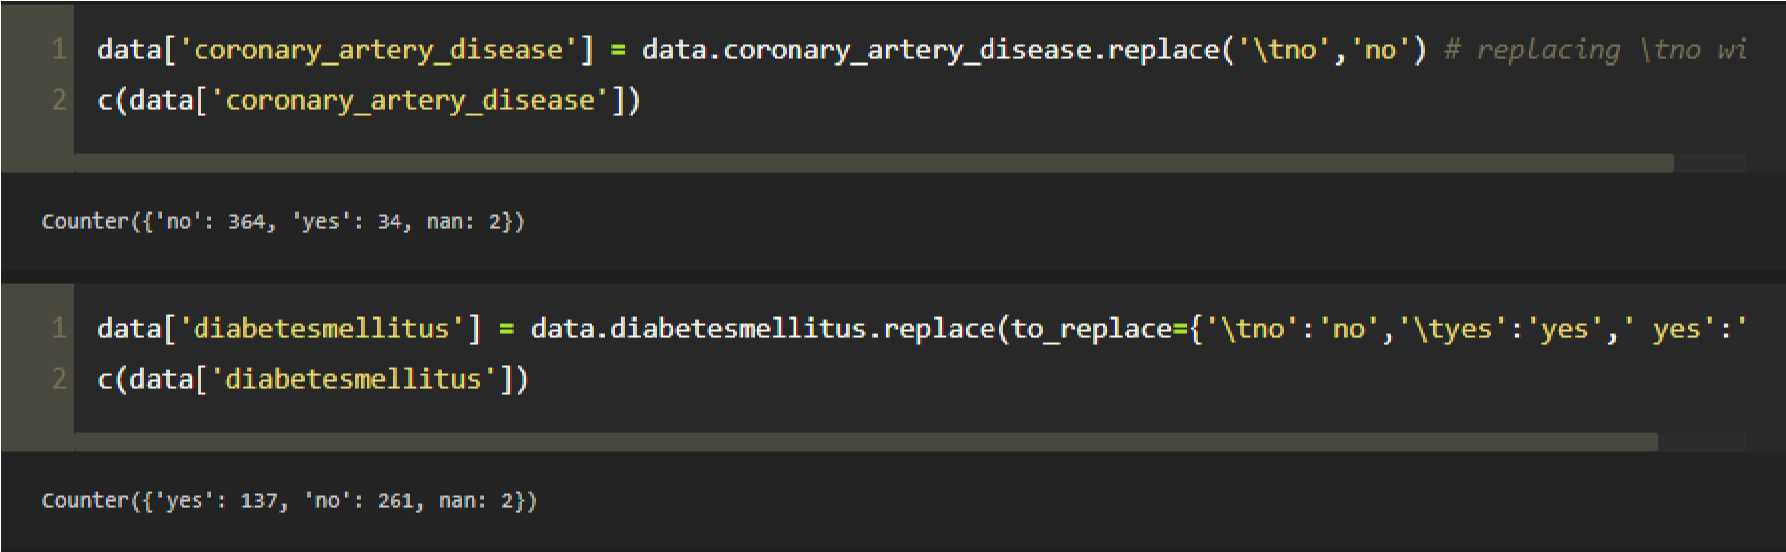 1 data['coronary_artery_disease'] = data.coronary_artery_disease.replace('\tno','no') # replacing \tno wi
2 c(data['coronary_artery_disease'])
Counter({'no': 364, 'yes': 34, nan: 2})
1 data['diabetesmellitus'] = data.diabetesmellitus.replace(to_replace={'\tno':'no','\tyes':'yes',' yes':'
2 c(data['diabetesmellitus'])
Counter({'yes': 137, 'no': 261, nan: 2})